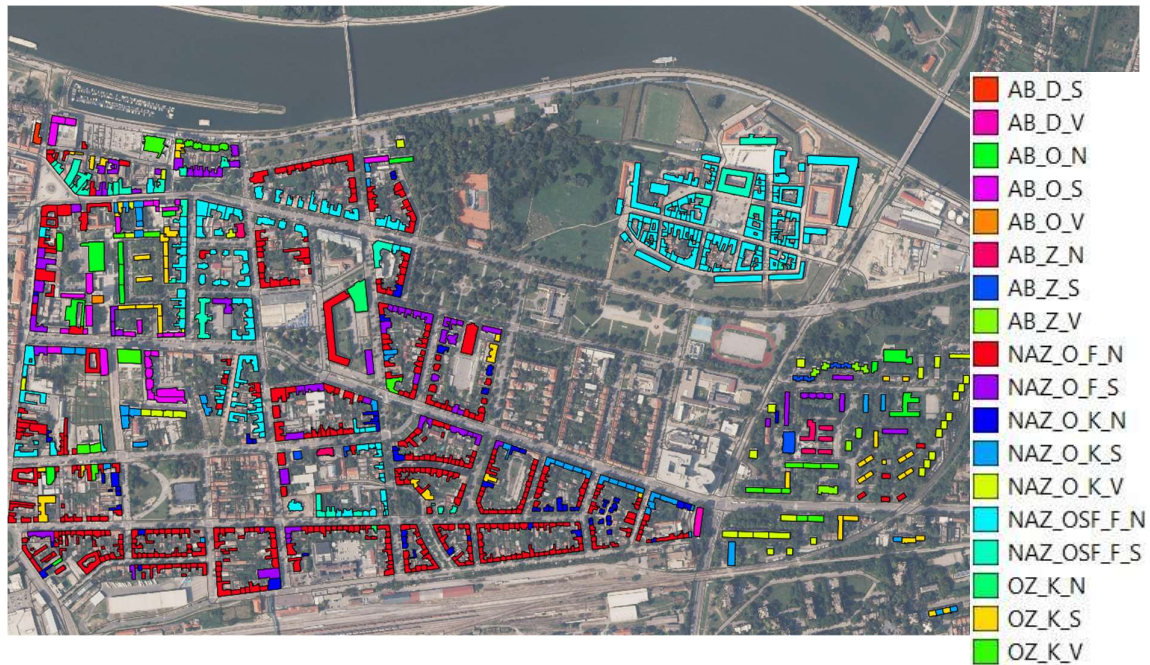 AB_D_S
AB_D_V
AB_O_N
AB_O_S
AB_O_V
AB_Z_N
AB_Z_S
AB_Z_V
NAZ_O_F_N
NAZ_O_F_S
NAZ_O_K_N
NAZ_O_K_S
NAZ_O_K_V
NAZ_OSF_F_N
NAZ_OSF_F_S
OZ_K_N
OZ_K_S
OZ_K_V